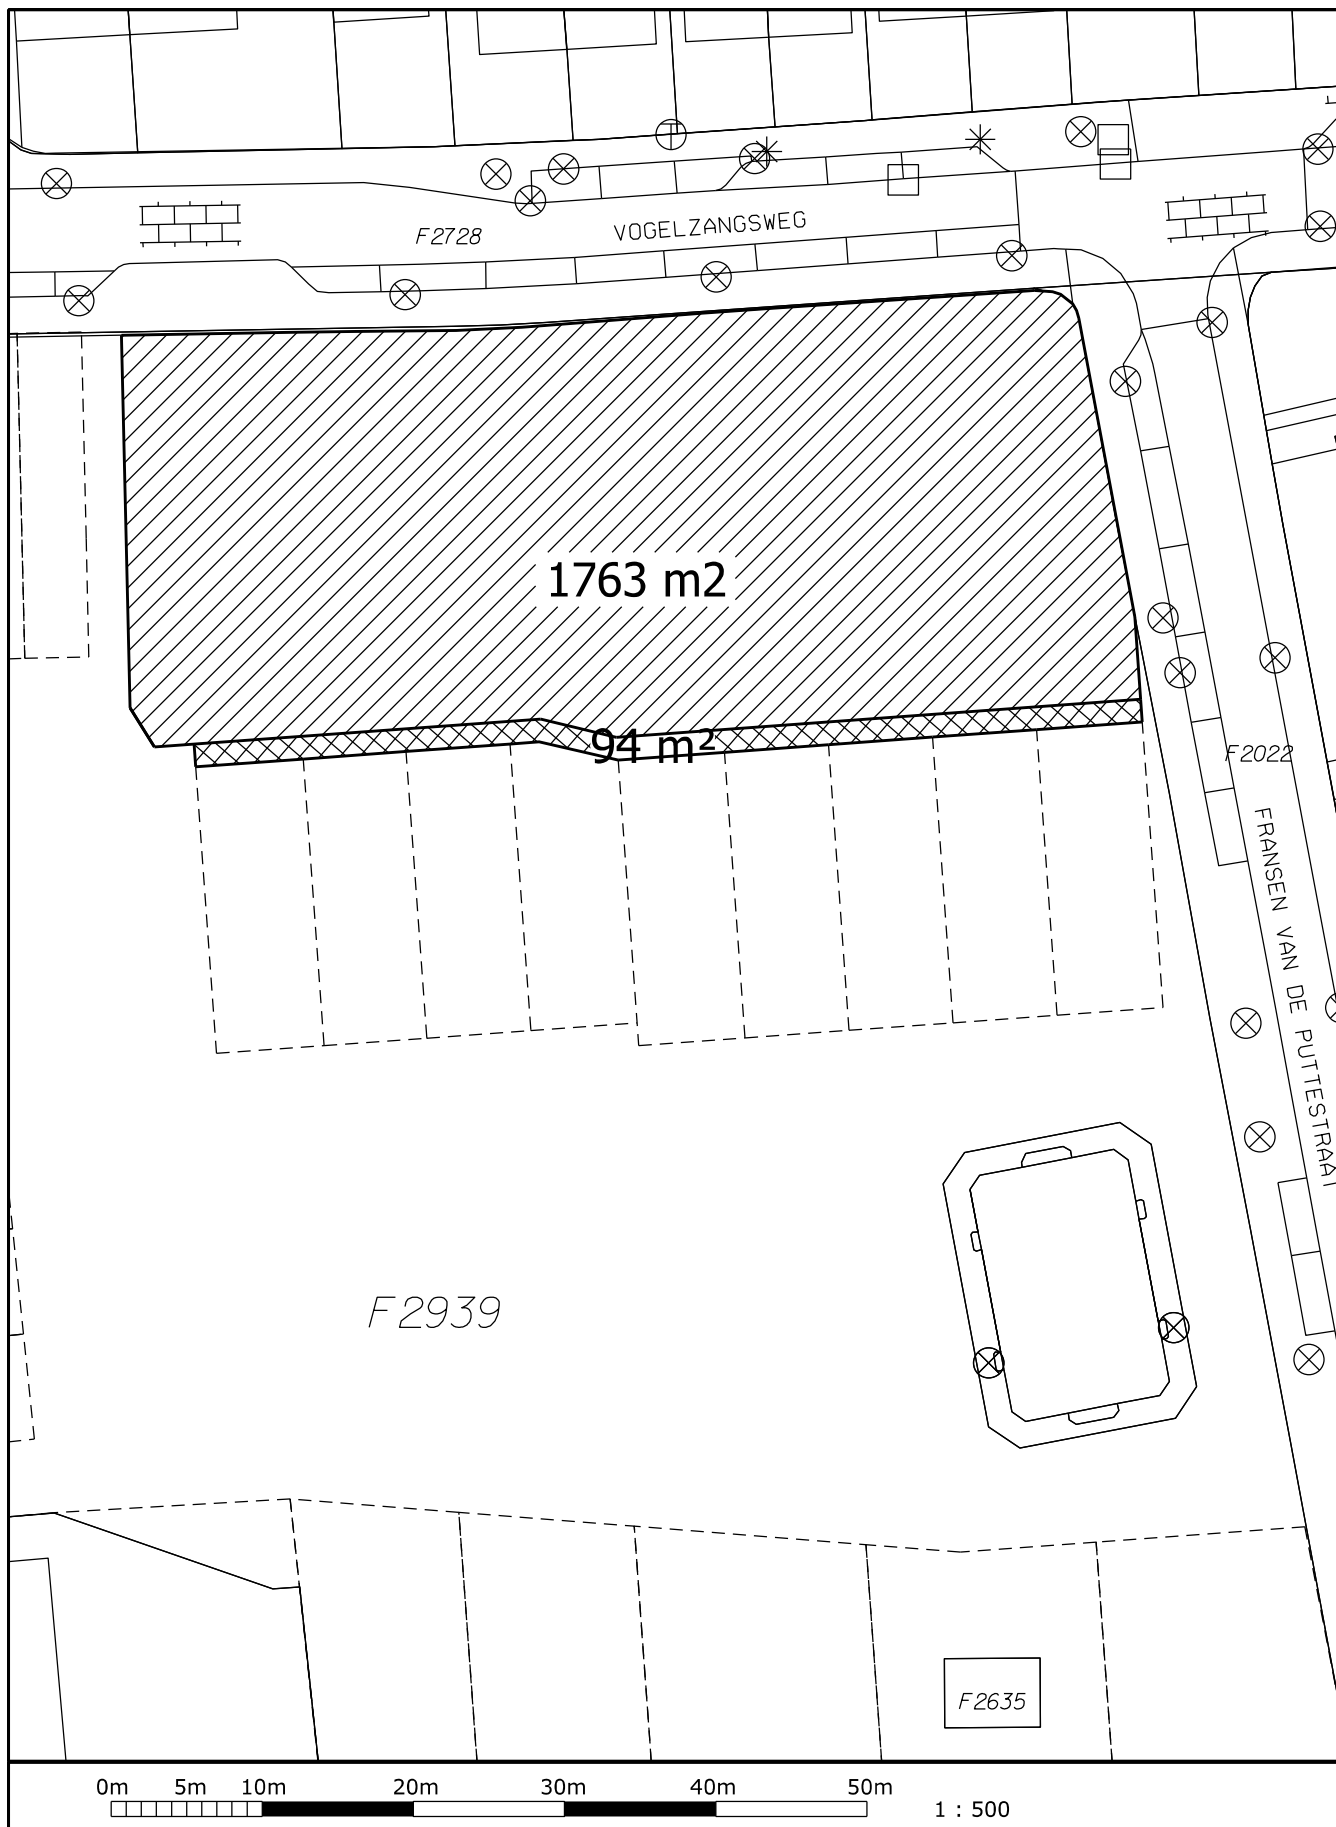 F2728
VOGELZANGSWEG
1763 m2
94 m²
F2022
FRANSEN VAN DE PUTTESTRAAT
F2939
F2635
0m 5m 10m 20m 30m 40m 50m
1 : 500